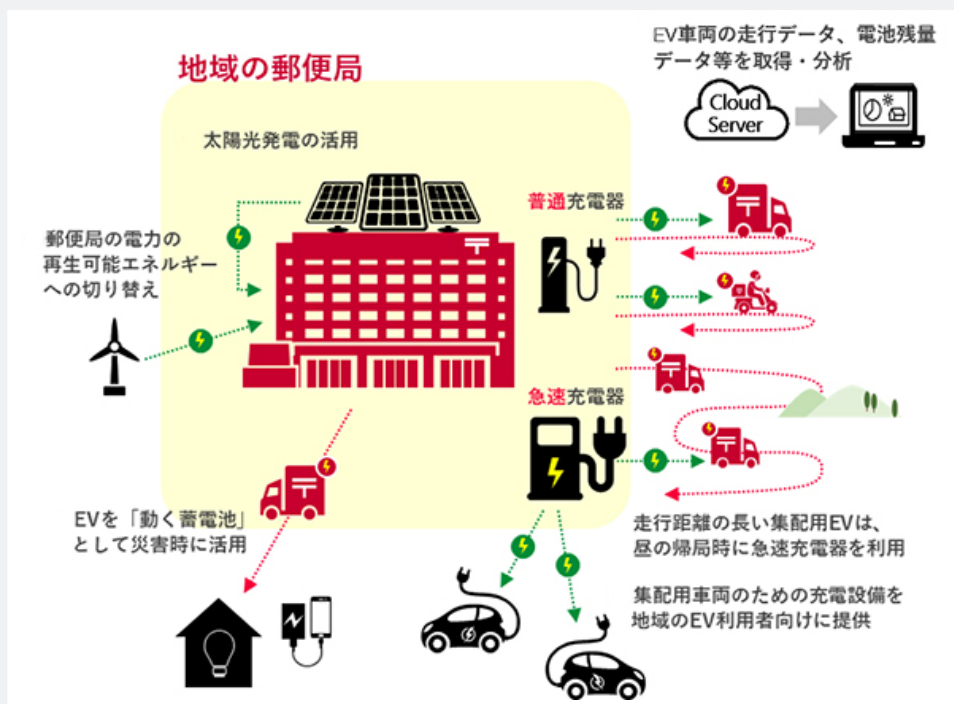 EV車両の走行データ、電池残量
データ等を取得・分析
Cloud
Server
地域の郵便局
太陽光発電の活用
普通充電器
郵便局の電力の
再生可能エネルギー
への切り替え
急速充電器
EVを「動く蓄電池」
として災害時に活用
走行距離の長い集配用EVは、
昼の帰局時に急速充電器を利用
集配用車両のための充電設備を
地域のEV利用者向けに提供